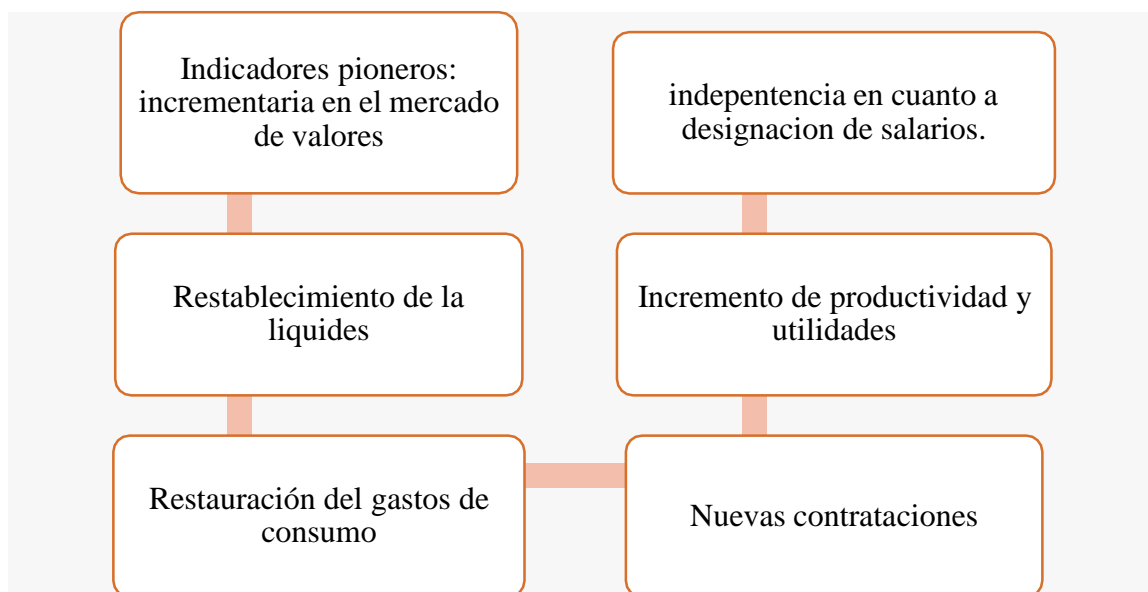 Indicadores pioneros:
incrementaria en el mercado
de valores
Restablecimiento de la
liquides
Restauración del gastos de
consumo
Nuevas contrataciones
Incremento de productividad y
utilidades
indepentencia en cuanto a
designacion de salarios.